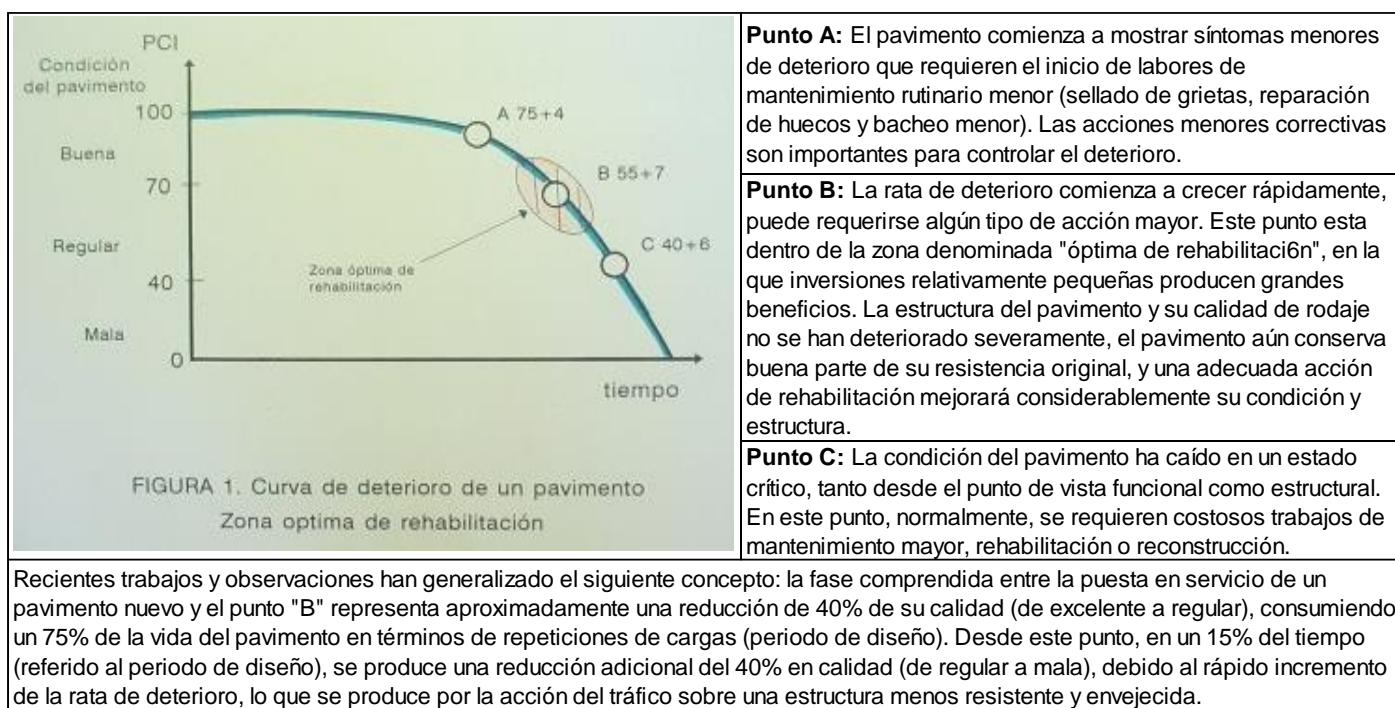 PCI
Condición
del pavimento
100
A 75+4
Buena
B 55+7
70
Regular
C 40+6
Zona óptima de
rehabilitación
40
Mala
0
tiempo
FIGURA 1. Curva de deterioro de un pavimento
Zona optima de rehabilitación
Punto A: El pavimento comienza a mostrar síntomas menores
de deterioro que requieren el inicio de labores de
mantenimiento rutinario menor (sellado de grietas, reparación
de huecos y bacheo menor). Las acciones menores correctivas
son importantes para controlar el deterioro.
Punto B: La rata de deterioro comienza a crecer rápidamente,
puede requerirse algún tipo de acción mayor. Este punto esta
dentro de la zona denominada "óptima de rehabilitaci6n", en la
que inversiones relativamente pequeñas producen grandes
beneficios. La estructura del pavimento y su calidad de rodaje
no se han deteriorado severamente, el pavimento aún conserva
buena parte de su resistencia original, y una adecuada acción
de rehabilitación mejorará considerablemente su condición y
estructura.
Punto C: La condición del pavimento ha caído en un estado
crítico, tanto desde el punto de vista funcional como estructural.
En este punto, normalmente, se requieren costosos trabajos de
mantenimiento mayor, rehabilitación o reconstrucción.
Recientes trabajos y observaciones han generalizado el siguiente concepto: la fase comprendida entre la puesta en servicio de un
pavimento nuevo y el punto "B" representa aproximadamente una reducción de 40% de su calidad (de excelente a regular), consumiendo
un 75% de la vida del pavimento en términos de repeticiones de cargas (periodo de diseño). Desde este punto, en un 15% del tiempo
(referido al periodo de diseño), se produce una reducción adicional del 40% en calidad (de regular a mala), debido al rápido incremento
de la rata de deterioro, lo que se produce por la acción del tráfico sobre una estructura menos resistente y envejecida.